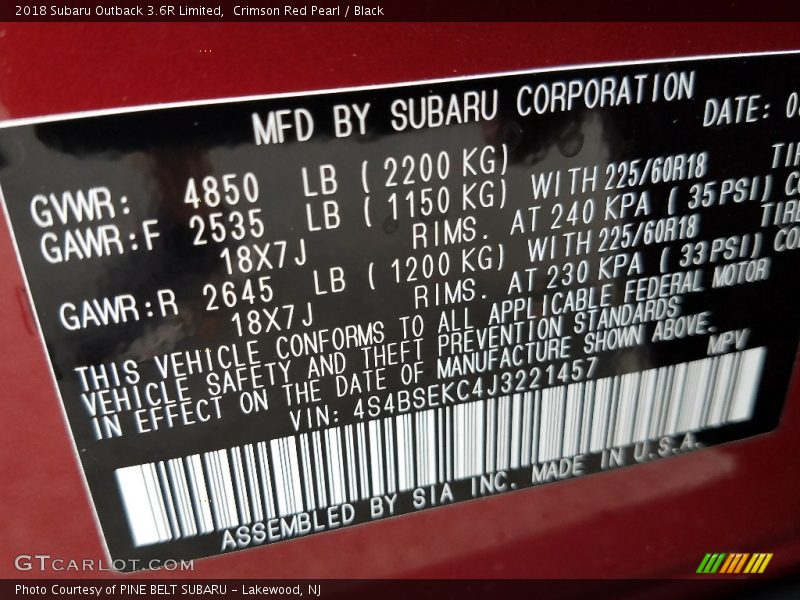 2018 Subaru Outback 3.6R Limited, Crimson Red Pearl / Black
MFD BY SUBARU CORPORATION DATE:
GVWR: 4850 LB ( 2200 KG)
GAWR:F 2535 LB ( 1150 KG) WITH 225/60R18
18X7J RIMS. AT 240 KPA ( 35PSI)
GAWR:R 2645 LB ( 1200 KG) WITH 225/60R18
18X7J RIMS. AT 230 KPA ( 33PSI)
THIS VEHICLE CONFORMS TO ALL APPLICABLE FEDERAL MOTOR
VEHICLE SAFETY AND THEFT PREVENTION STANDARDS
IN EFFECT ON THE DATE OF MANUFACTURE SHOWN ABOVE.
VIN: 4S4BSEKC4J3221457 MPV
ASSEMBLED BY SIA INC. MADE IN U.S.A.
GTCARLOT.COM
Photo Courtesy of PINE BELT SUBARU - Lakewood, NJ